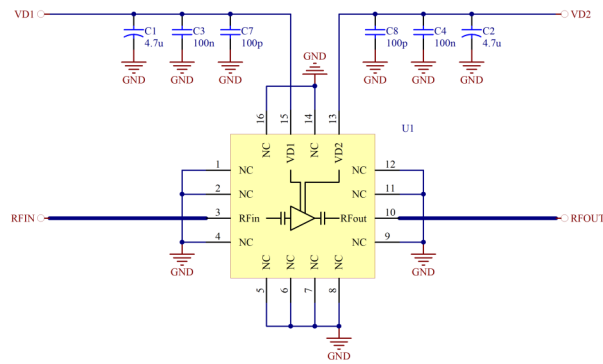 VD1
VD2
C1
4.7u
C3
100n
C7
100p
C8
100p
C4
100n
C2
4.7u
GND
GND
GND
GND
GND
GND
GND
U1
16
15
14
13
NC
VD1
NC
VD2
1
NC
NC
12
2
NC
NC
11
RFIN
3
RFin
RFout
10
RFOUT
4
NC
NC
9
GND
GND
NC
NC
NC
NC
5
6
7
8
GND